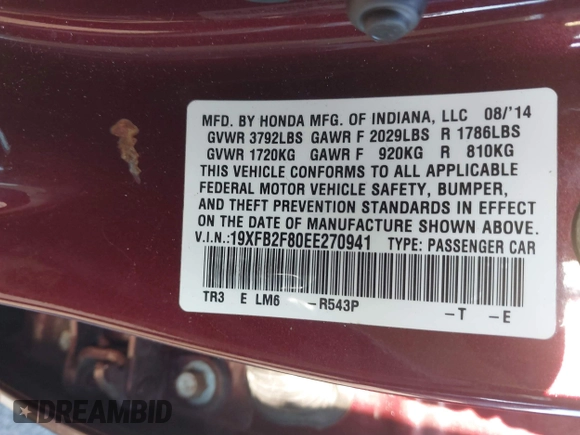 MFD. BY HONDA MFG. OF INDIANA, LLC 08/'14
GVWR 3792LBS GAWR F 2029LBS R 1786LBS
GVWR 1720KG GAWR F 920KG R 810KG
THIS VEHICLE CONFORMS TO ALL APPLICABLE
FEDERAL MOTOR VEHICLE SAFETY, BUMPER,
AND THEFT PREVENTION STANDARDS IN EFFECT
ON THE DATE OF MANUFACTURE SHOWN ABOVE.
V.I.N.:19XFB2F80EE270941 TYPE: PASSENGER CAR
TR3 E LM6 –R543P –T –E
DREAMBID